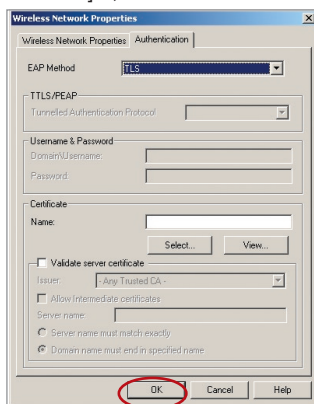 Wireless Network Properties
Wireless Network Properties Authentication
EAP Method TLS
TTLS/PEAP
Tunnelled Authentication Protocol
Username & Password
Domain\Username:
Password:
Certificate
Name:
Select... View...
Validate server certificate
Issuer: - Any Trusted CA -
Allow Intermediate certificates
Server name:
Server name must match exactly
Domain name must end in specified name
OK Cancel Help